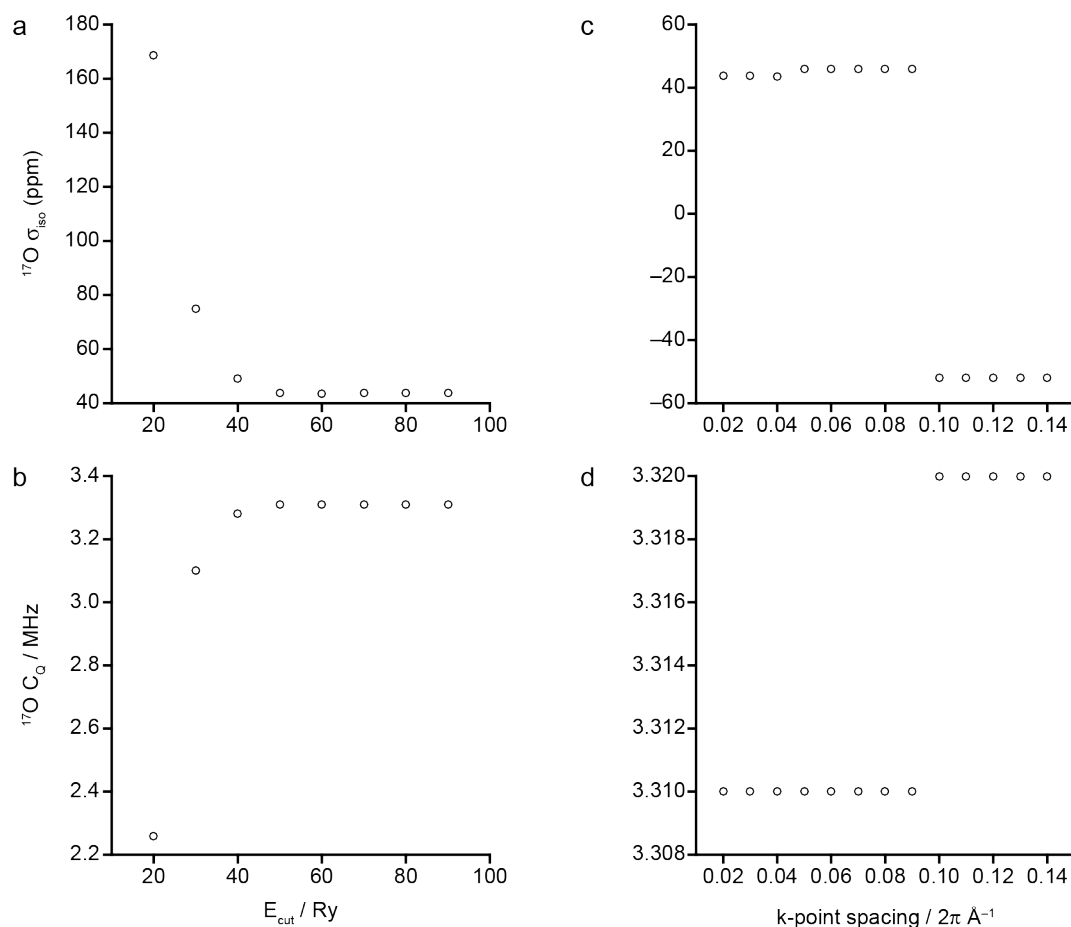 a
180
160
140
120
100
80
60
40
¹⁷O σiso (ppm)
20 40 60 80 100
c
60
40
20
0
–20
–40
–60
0.02 0.04 0.06 0.08 0.10 0.12 0.14
b
3.4
3.2
3.0
2.8
2.6
2.4
2.2
¹⁷O CQ / MHz
20 40 60 80 100
Ecut / Ry
d
3.320
3.318
3.316
3.314
3.312
3.310
3.308
0.02 0.04 0.06 0.08 0.10 0.12 0.14
k-point spacing / 2π Å⁻¹